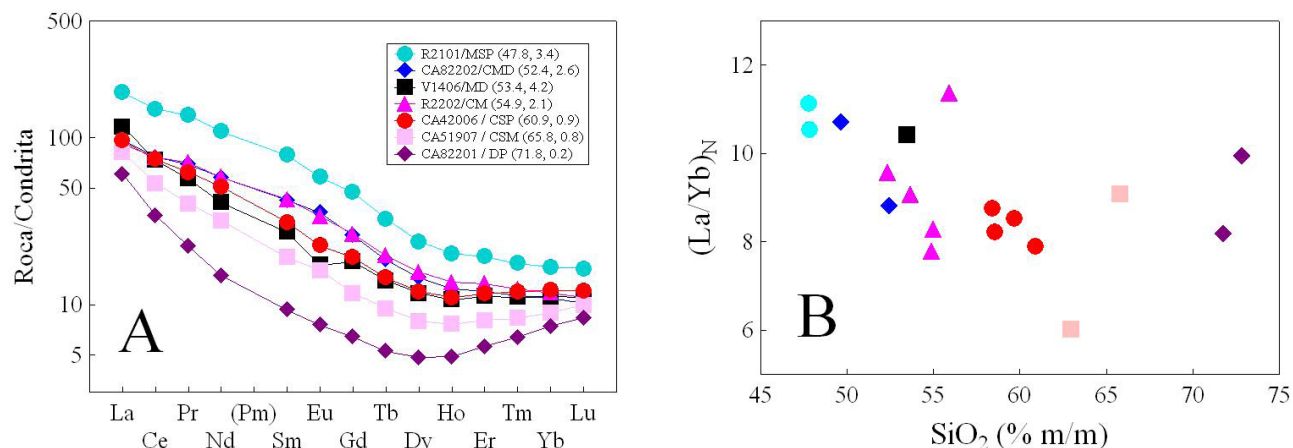 500
100
50
10
5
Roca/Condrita
R2101/MSP (47.8, 3.4)
CA82202/CMD (52.4, 2.6)
V1406/MD (53.4, 4.2)
R2202/CM (54.9, 2.1)
CA42006 / CSP (60.9, 0.9)
CA51907 / CSM (65.8, 0.8)
CA82201 / DP (71.8, 0.2)
A
La Pr (Pm) Eu Tb Ho Tm Lu
Ce Nd Sm Gd Dy Er Yb
12
10
8
6
(La/Yb)N
B
45 50 55 60 65 70 75
SiO2 (% m/m)